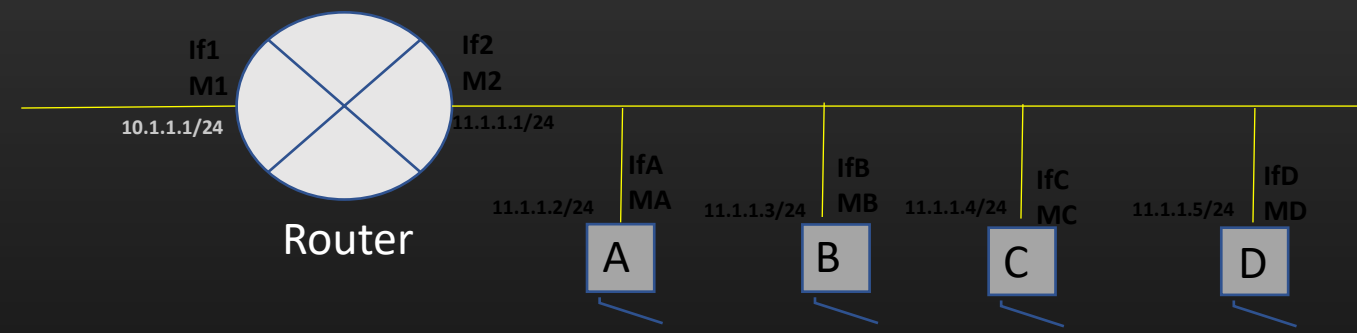 If1
M1
10.1.1.1/24
If2
M2
11.1.1.1/24
Router
IfA
MA
11.1.1.2/24
A
IfB
MB
11.1.1.3/24
B
IfC
MC
11.1.1.4/24
C
IfD
MD
11.1.1.5/24
D